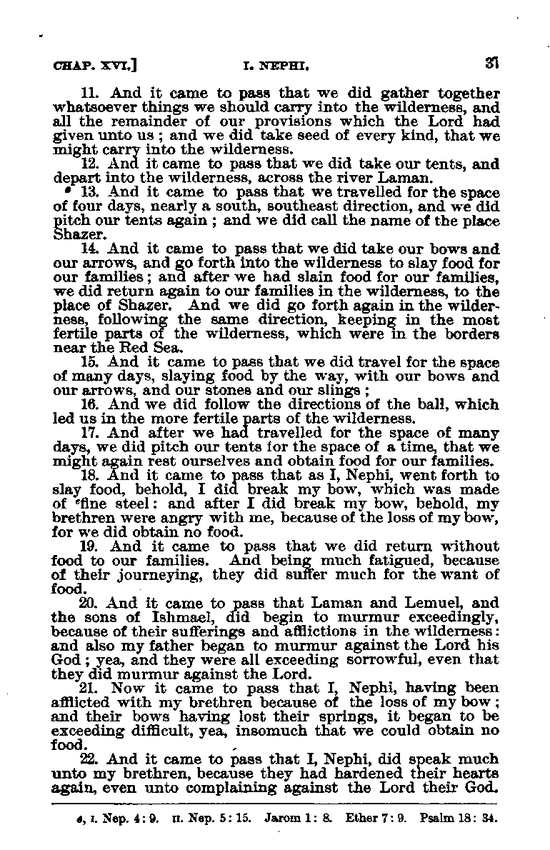 CHAP. XVI.] I. NEPHI. 31
11. And it came to pass that we did gather together
whatsoever things we should carry into the wilderness, and
all the remainder of our provisions which the Lord had
given unto us ; and we did take seed of every kind, that we
might carry into the wilderness.
12. And it came to pass that we did take our tents, and
depart into the wilderness, across the river Laman.
13. And it came to pass that we travelled for the space
of four days, nearly a south, southeast direction, and we did
pitch our tents again ; and we did call the name of the place
Shazer.
14. And it came to pass that we did take our bows and
our arrows, and go forth into the wilderness to slay food for
our families ; and after we had slain food for our families,
we did return again to our families in the wilderness, to the
place of Shazer. And we did go forth again in the wilder-
ness, following the same direction, keeping in the most
fertile parts of the wilderness, which were in the borders
near the Red Sea.
15. And it came to pass that we did travel for the space
of many days, slaying food by the way, with our bows and
our arrows, and our stones and our slings ;
16. And we did follow the directions of the ball, which
led us in the more fertile parts of the wilderness.
17. And after we had travelled for the space of many
days, we did pitch our tents for the space of a time, that we
might again rest ourselves and obtain food for our families.
18. And it came to pass that as I, Nephi, went forth to
slay food, behold, I did break my bow, which was made
of ᵉfine steel : and after I did break my bow, behold, my
brethren were angry with me, because of the loss of my bow,
for we did obtain no food.
19. And it came to pass that we did return without
food to our families. And being much fatigued, because
of their journeying, they did suffer much for the want of
food.
20. And it came to pass that Laman and Lemuel, and
the sons of Ishmael, did begin to murmur exceedingly,
because of their sufferings and afflictions in the wilderness :
and also my father began to murmur against the Lord his
God ; yea, and they were all exceeding sorrowful, even that
they did murmur against the Lord.
21. Now it came to pass that I, Nephi, having been
afflicted with my brethren because of the loss of my bow ;
and their bows having lost their springs, it began to be
exceeding difficult, yea, insomuch that we could obtain no
food.
22. And it came to pass that I, Nephi, did speak much
unto my brethren, because they had hardened their hearts
again, even unto complaining against the Lord their God.
e, I. Nep. 4 : 9. II. Nep. 5 : 15. Jarom 1 : 8. Ether 7 : 9. Psalm 18 : 34.